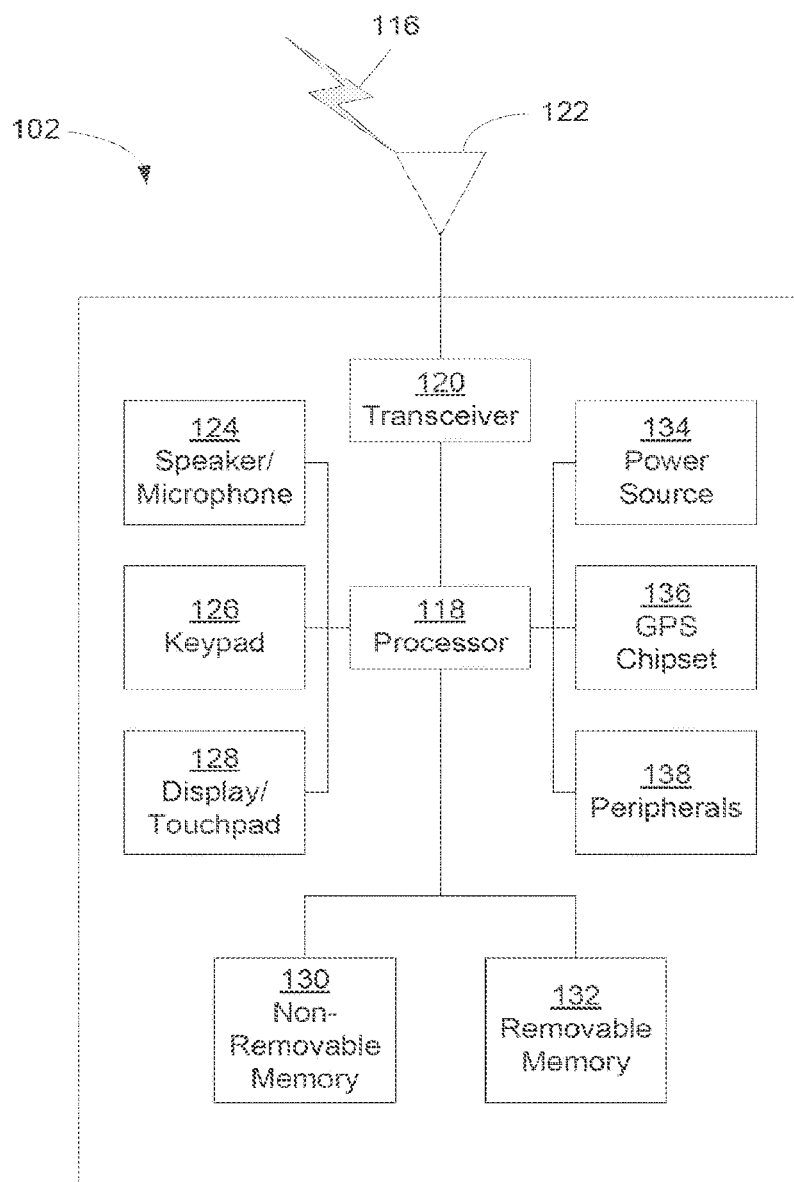 116
122
102
120
Transceiver
124
Speaker/
Microphone
134
Power
Source
126
Keypad
118
Processor
136
GPS
Chipset
128
Display/
Touchpad
138
Peripherals
130
Non-
Removable
Memory
132
Removable
Memory